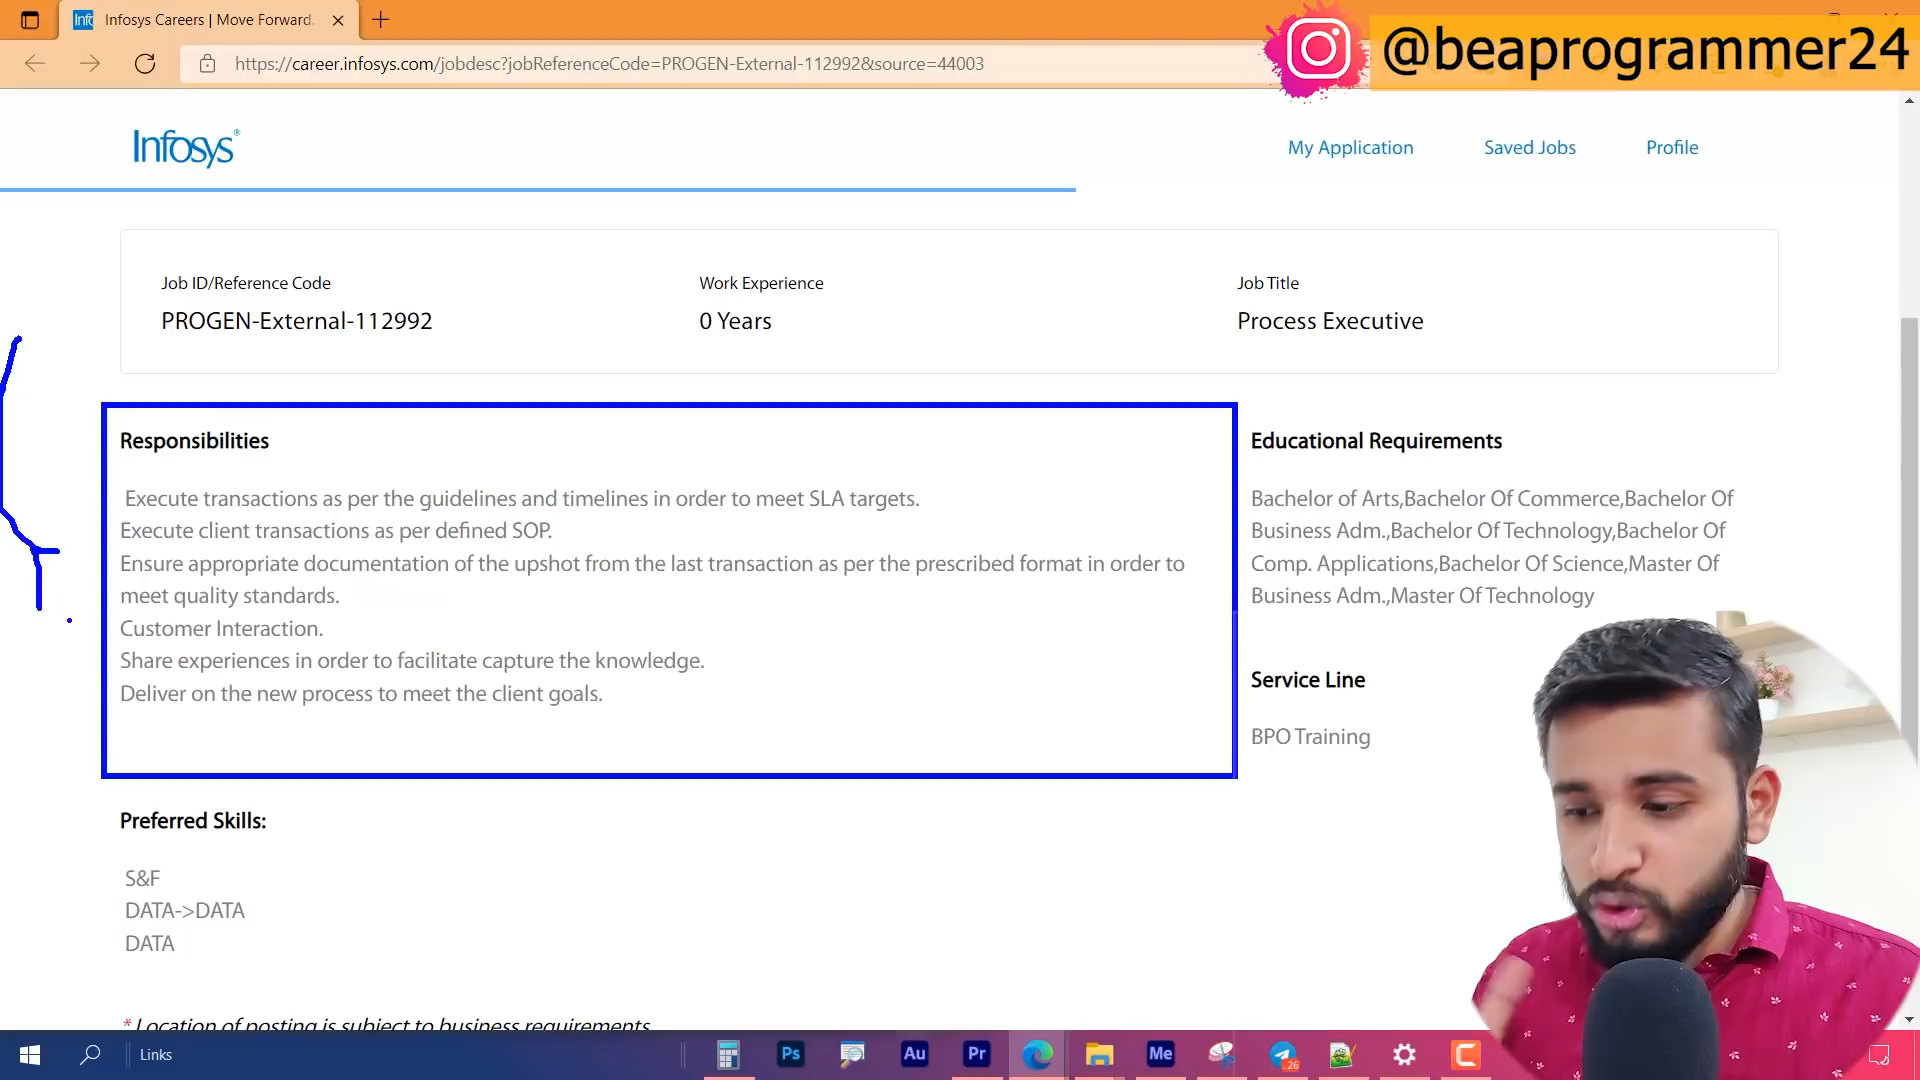 Infosys Careers | Move Forward.
@beaprogrammer24
https://career.infosys.com/jobdesc?jobReferenceCode=PROGEN-External-112992&source=44003
Infosys®
My Application
Saved Jobs
Profile
Job ID/Reference Code
Work Experience
Job Title
PROGEN-External-112992
0 Years
Process Executive
Responsibilities
Execute transactions as per the guidelines and timelines in order to meet SLA targets.
Execute client transactions as per defined SOP.
Ensure appropriate documentation of the upshot from the last transaction as per the prescribed format in order to
meet quality standards.
Customer Interaction.
Share experiences in order to facilitate capture the knowledge.
Deliver on the new process to meet the client goals.
Educational Requirements
Bachelor of Arts,Bachelor Of Commerce,Bachelor Of
Business Adm.,Bachelor Of Technology,Bachelor Of
Comp. Applications,Bachelor Of Science,Master Of
Business Adm.,Master Of Technology
Service Line
BPO Training
Preferred Skills:
S&F
DATA->DATA
DATA
* Location of posting is subject to business requirements
Links
Ps
Au
Pr
Me
26